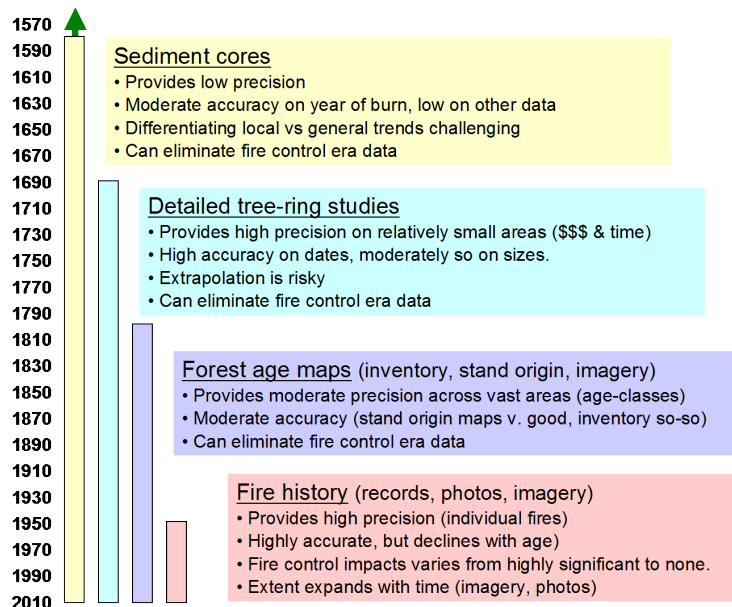 1570
1590
1610
1630
1650
1670
1690
1710
1730
1750
1770
1790
1810
1830
1850
1870
1890
1910
1930
1950
1970
1990
2010
Sediment cores
• Provides low precision
• Moderate accuracy on year of burn, low on other data
• Differentiating local vs general trends challenging
• Can eliminate fire control era data
Detailed tree-ring studies
• Provides high precision on relatively small areas ($$$ & time)
• High accuracy on dates, moderately so on sizes.
• Extrapolation is risky
• Can eliminate fire control era data
Forest age maps (inventory, stand origin, imagery)
• Provides moderate precision across vast areas (age-classes)
• Moderate accuracy (stand origin maps v. good, inventory so-so)
• Can eliminate fire control era data
Fire history (records, photos, imagery)
• Provides high precision (individual fires)
• Highly accurate, but declines with age)
• Fire control impacts varies from highly significant to none.
• Extent expands with time (imagery, photos)